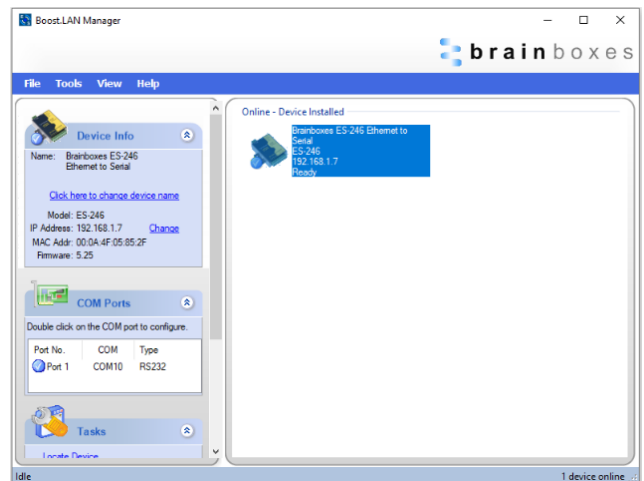 Boost.LAN Manager
brainboxes
File Tools View Help
Device Info
Name: Brainboxes ES-246
Ethernet to Serial
Click here to change device name
Model: ES-246
IP Address: 192.168.1.7 Change
MAC Addr: 00:0A:4F:05:85:2F
Firmware: 5.25
COM Ports
Double click on the COM port to configure.
Port No. COM Type
Port 1 COM10 RS232
Tasks
Locate Device
Online - Device Installed
Brainboxes ES-246 Ethernet to
Serial
ES-246
192.168.1.7
Ready
Idle
1 device online